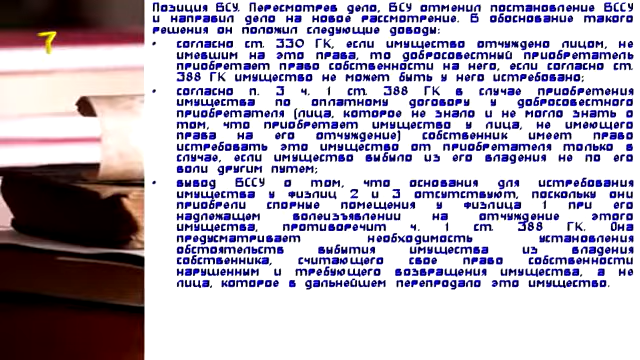 7
Позиция ВСУ. Пересмотрев дело, ВСУ отменил постановление ВССУ
и направил дело на новое рассмотрение. В обоснование такого
решения он положил следующие доводы:
• согласно ст. 330 ГК, если имущество отчуждено лицом, не
имевшим на это права, то добросовестный приобретатель
приобретает право собственности на него, если согласно ст.
388 ГК имущество не может быть у него истребовано;
• согласно п. 3 ч. 1 ст. 388 ГК в случае приобретения
имущества по оплатному договору у добросовестного
приобретателя (лица, которое не знало и не могло знать о
том, что приобретает имущество у лица, не имеющего
права на его отчуждение) собственник имеет право
истребовать это имущество от приобретателя только в
случае, если имущество выбыло из его владения не по его
воли другим путем;
• вывод ВССУ о том, что основания для истребования
имущества у физлиц 2 и 3 отсутствуют, поскольку они
приобрели спорные помещения у физлица 1 при его
надлежащем волеизъявлении на отчуждение этого
имущества, противоречит ч. 1 ст. 388 ГК. Она
предусматривает необходимость установления
обстоятельств выбытия имущества из владения
собственника, считающего свое право собственности
нарушенным и требующего возвращения имущества, а не
лица, которое в дальнейшем перепродало это имущество.